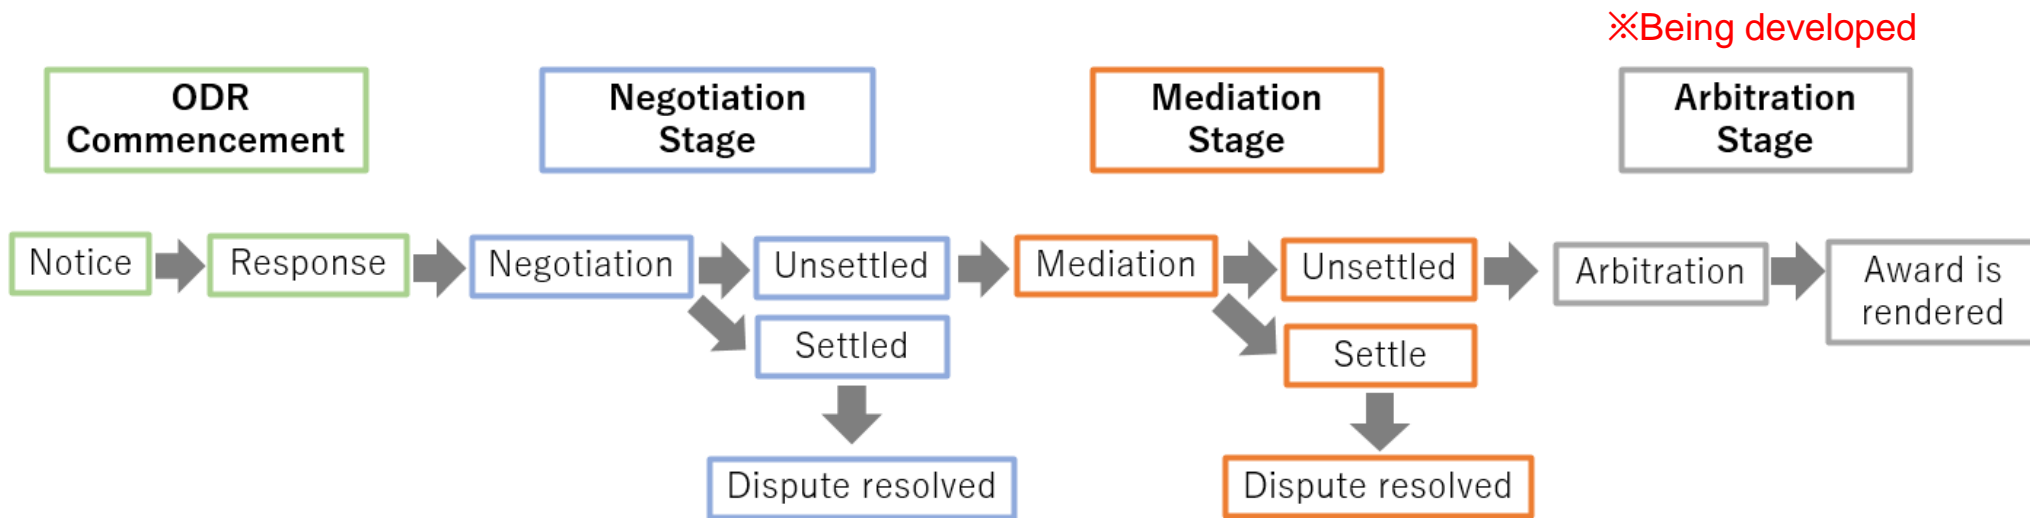 ※Being developed
ODR
Commencement
Negotiation
Stage
Mediation
Stage
Arbitration
Stage
Notice
Response
Negotiation
Unsettled
Mediation
Unsettled
Arbitration
Award is
rendered
Settled
Settle
Dispute resolved
Dispute resolved